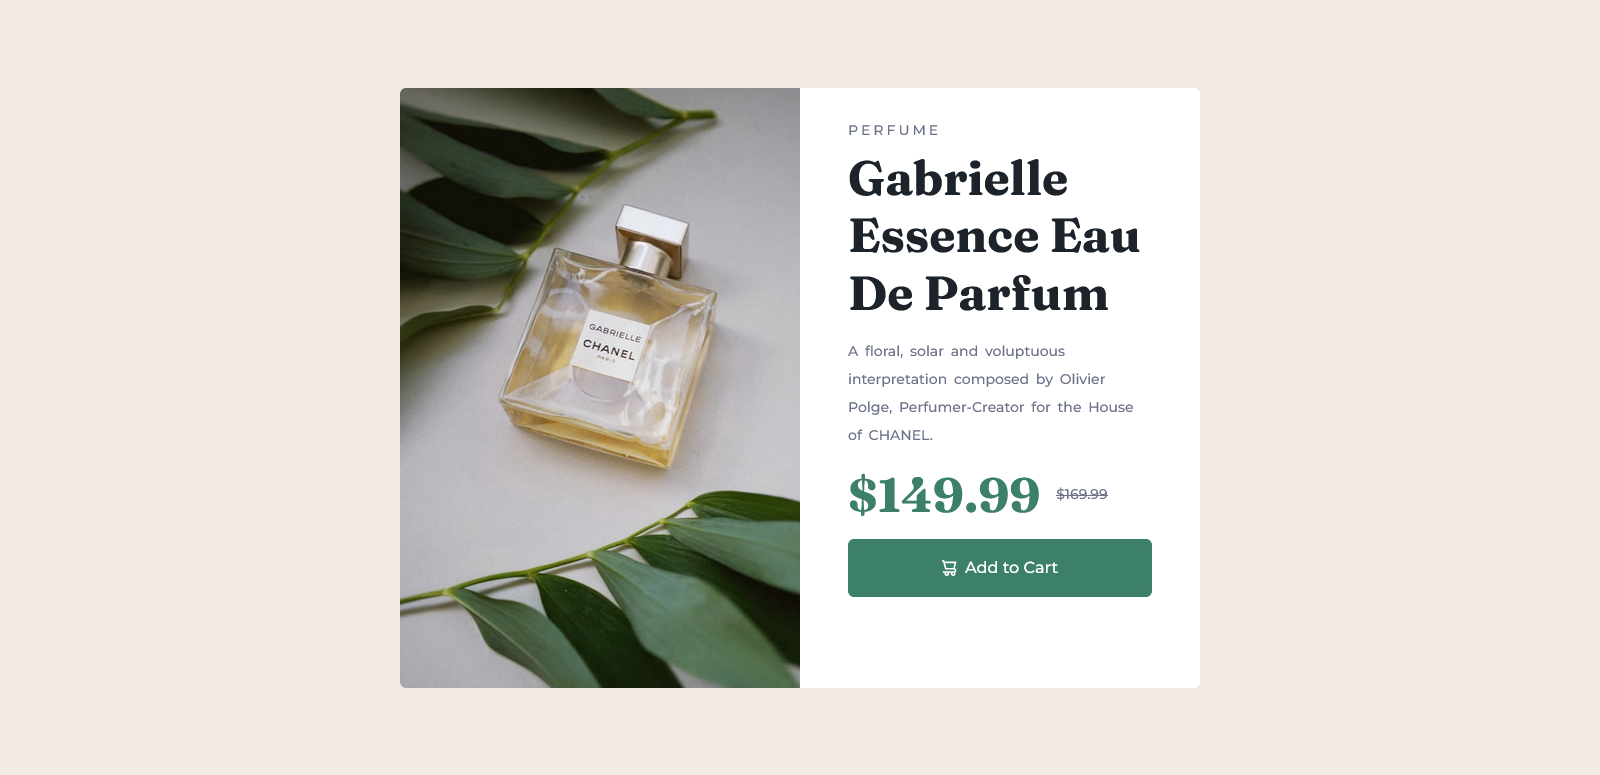 GABRIELLE
CHANEL
PARIS
PERFUME
Gabrielle
Essence Eau
De Parfum
A floral, solar and voluptuous
interpretation composed by Olivier
Polge, Perfumer-Creator for the House
of CHANEL.
$149.99 $169.99
Add to Cart